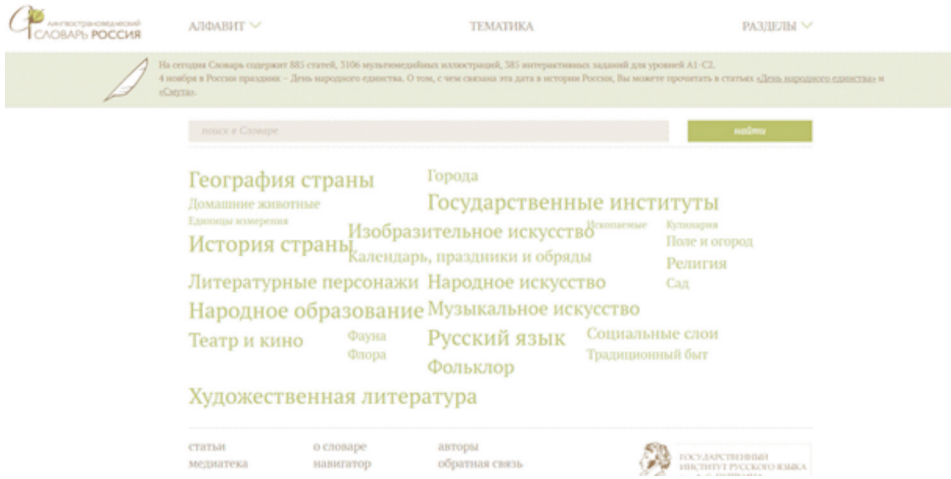 лингвострановедческий
СЛОВАРЬ РОССИЯ
АЛФАВИТ
ТЕМАТИКА
РАЗДЕЛЫ
На сегодня Словарь содержит 885 статей, 3106 мультимедийных иллюстраций, 385 интерактивных заданий для уровней А1-С2.
4 ноября в России праздник – День народного единства. О том, с чем связана эта дата в истории России, Вы можете прочитать в статьях «День народного единства» и
«Смута».
поиск в Словаре
найти
География страны
Города
Домашние животные
Государственные институты
Единицы измерения
Изобразительное искусство
Ископаемые
Кулинария
История страны
Календарь, праздники и обряды
Поле и огород
Религия
Литературные персонажи
Народное искусство
Сад
Народное образование
Музыкальное искусство
Театр и кино
Фауна
Русский язык
Социальные слои
Флора
Традиционный быт
Фольклор
Художественная литература
статьи
о словаре
авторы
медиатека
навигатор
обратная связь
ГОСУДАРСТВЕННЫЙ
ИНСТИТУТ РУССКОГО ЯЗЫКА